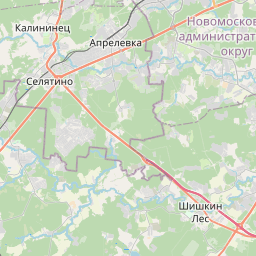 Калининец
Апрелевка
Новомосков
администрат
округ
Селятино
Шишкин
Лес